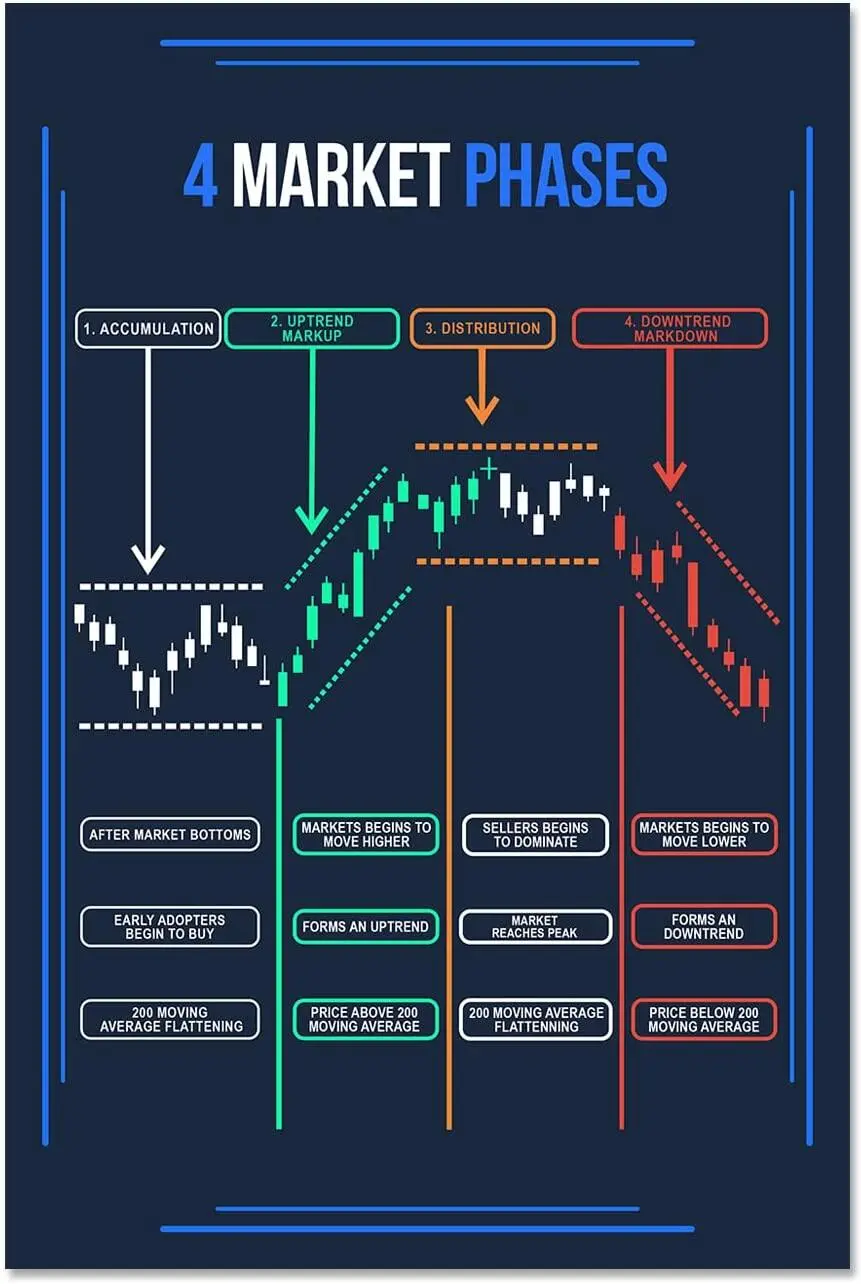 4 MARKET PHASES
1. ACCUMULATION
2. UPTREND
MARKUP
3. DISTRIBUTION
4. DOWNTREND
MARKDOWN
AFTER MARKET BOTTOMS
MARKETS BEGINS TO
MOVE HIGHER
SELLERS BEGINS
TO DOMINATE
MARKETS BEGINS TO
MOVE LOWER
EARLY ADOPTERS
BEGIN TO BUY
FORMS AN UPTREND
MARKET
REACHES PEAK
FORMS AN
DOWNTREND
200 MOVING
AVERAGE FLATTENING
PRICE ABOVE 200
MOVING AVERAGE
200 MOVING AVERAGE
FLATTENNING
PRICE BELOW 200
MOVING AVERAGE